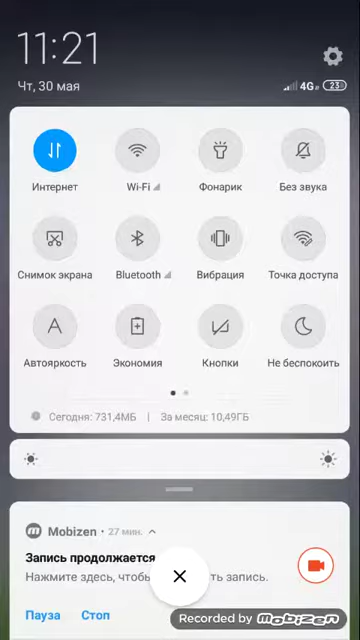 11:21
Чт, 30 мая
4G
23
Интернет
Wi-Fi
Фонарик
Без звука
Снимок экрана
Bluetooth
Вибрация
Точка доступа
Автояркость
Экономия
Кнопки
Не беспокоить
Сегодня: 731,4МБ | За месяц: 10,49ГБ
Mobizen • 27 мин.
Запись продолжается
Нажмите здесь, чтобы ть запись.
Пауза Стоп
Recorded by mobizen